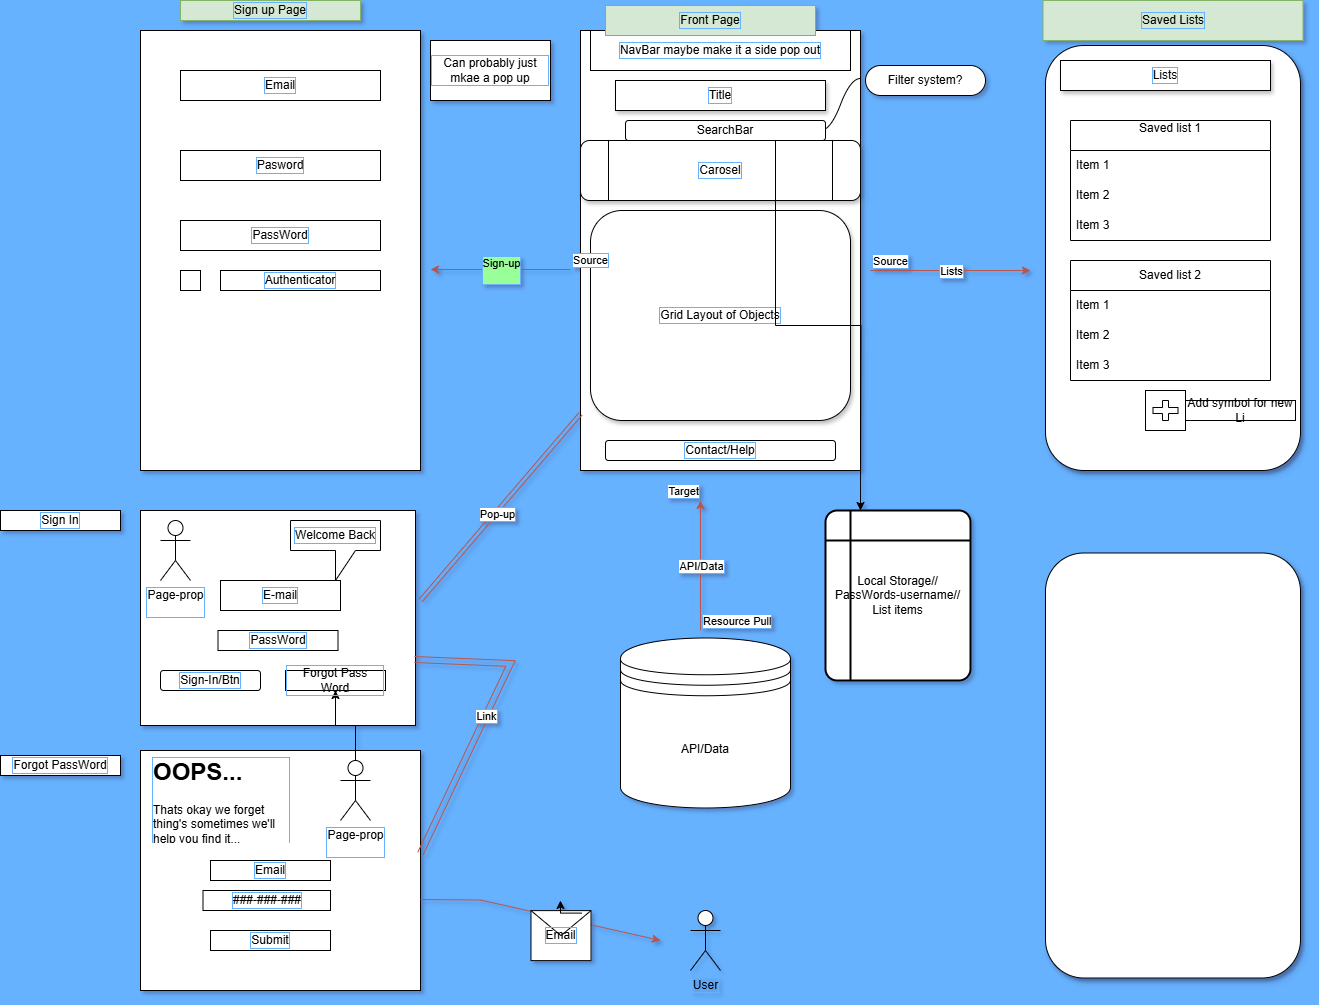 Sign up Page
Front Page
Saved Lists
Can probably just
mkae a pop up
NavBar maybe make it a side pop out
Email
Title
Filter system?
Lists
SearchBar
Saved list 1
Pasword
Carosel
Item 1
Item 2
Item 3
PassWord
Authenticator
Sign-up
Source
Source
Lists
Saved list 2
Grid Layout of Objects
Item 1
Item 2
Item 3
Add symbol for new
Li
Contact/Help
Pop-up
Target
Sign In
Welcome Back
Page-prop
E-mail
API/Data
Local Storage//
PassWords-username//
List items
Resource Pull
PassWord
Sign-In/Btn
Forgot Pass
Word
Link
API/Data
Forgot PassWord
OOPS...
Thats okay we forget
thing's sometimes we'll
help you find it...
Page-prop
Email
###-###-###
Submit
Email
User